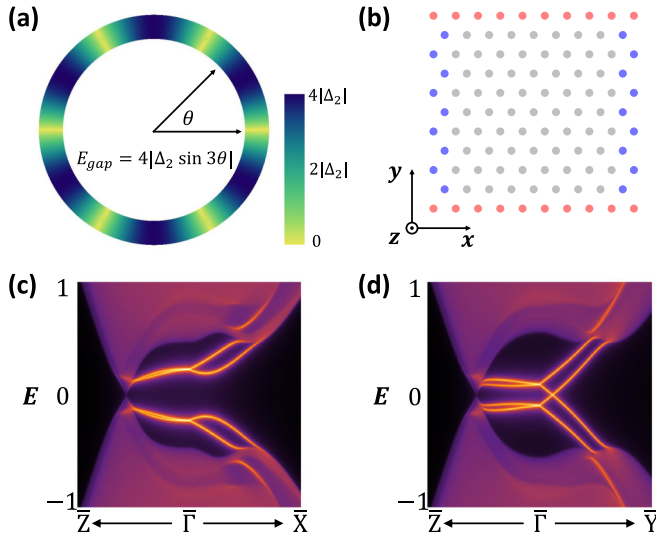 (a)
θ
E_gap = 4|Δ₂ sin 3θ|
4|Δ₂|
2|Δ₂|
0
(b)
y
z
x
(c)
1
E 0
−1
Z̄ Γ̄ X̄
(d)
1
E 0
−1
Z̄ Γ̄ Ȳ